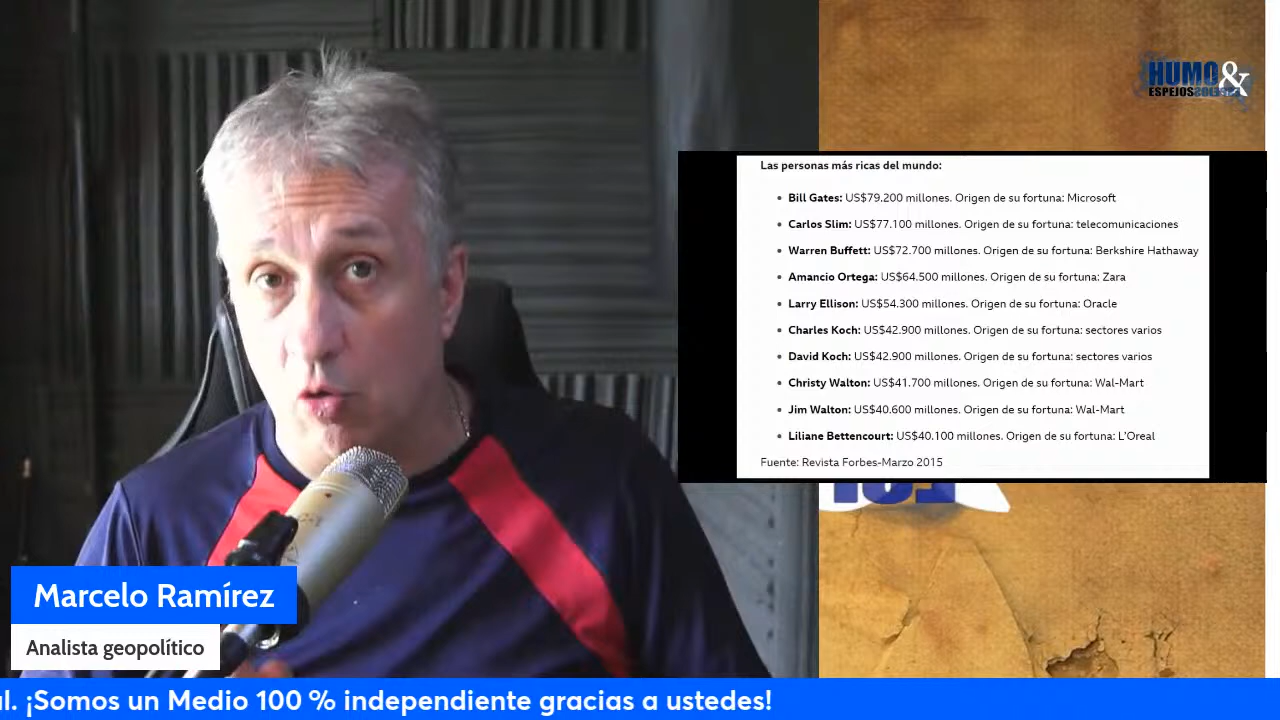 HUMO&
ESPEJOS
Las personas más ricas del mundo:
• Bill Gates: US$79.200 millones. Origen de su fortuna: Microsoft
• Carlos Slim: US$77.100 millones. Origen de su fortuna: telecomunicaciones
• Warren Buffett: US$72.700 millones. Origen de su fortuna: Berkshire Hathaway
• Amancio Ortega: US$64.500 millones. Origen de su fortuna: Zara
• Larry Ellison: US$54.300 millones. Origen de su fortuna: Oracle
• Charles Koch: US$42.900 millones. Origen de su fortuna: sectores varios
• David Koch: US$42.900 millones. Origen de su fortuna: sectores varios
• Christy Walton: US$41.700 millones. Origen de su fortuna: Wal-Mart
• Jim Walton: US$40.600 millones. Origen de su fortuna: Wal-Mart
• Liliane Bettencourt: US$40.100 millones. Origen de su fortuna: L'Oreal
Fuente: Revista Forbes-Marzo 2015
Marcelo Ramírez
Analista geopolítico
¡Somos un Medio 100 % independiente gracias a ustedes!